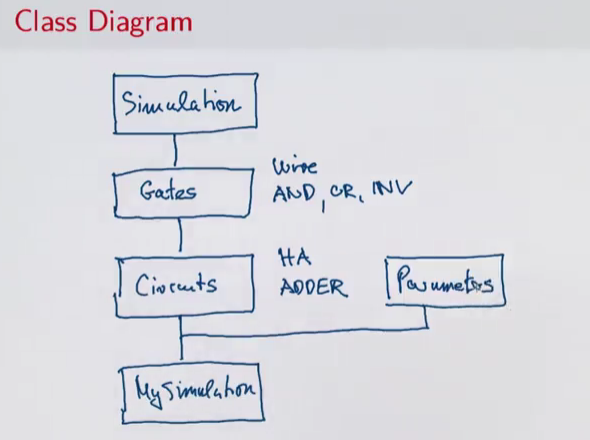 Class Diagram
Simulation
Wire
Gates
AND, OR, INV
HA
Circuits
ADDER
Parameters
MySimulation